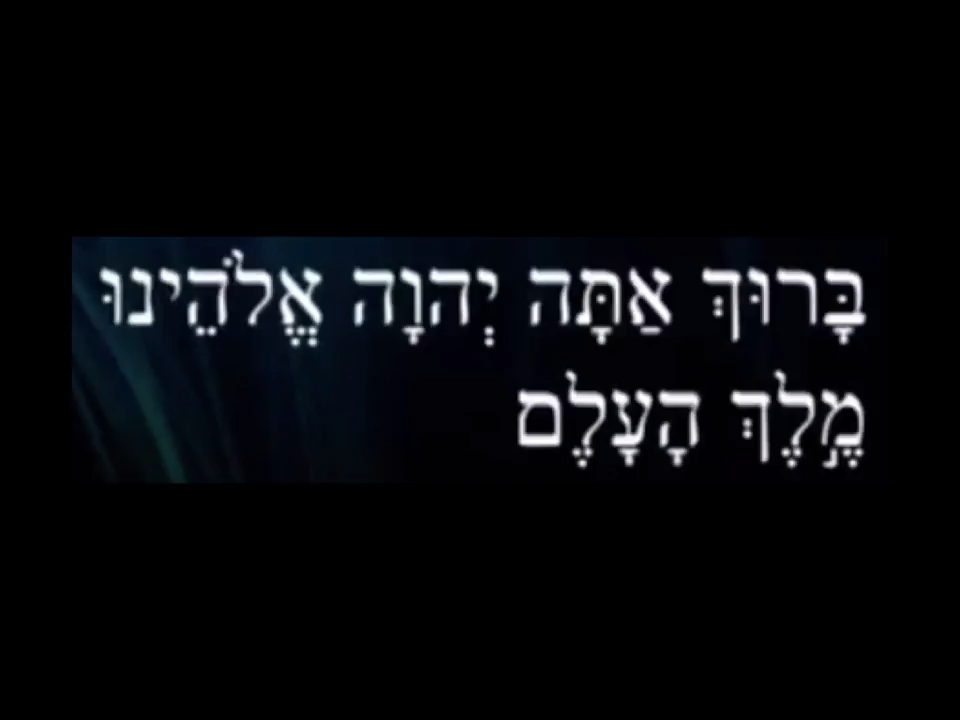 בָּרוּךְ אַתָּה יְהוָה אֱלֹהֵינוּ
מֶ֣לֶךְ הָעָלֶם